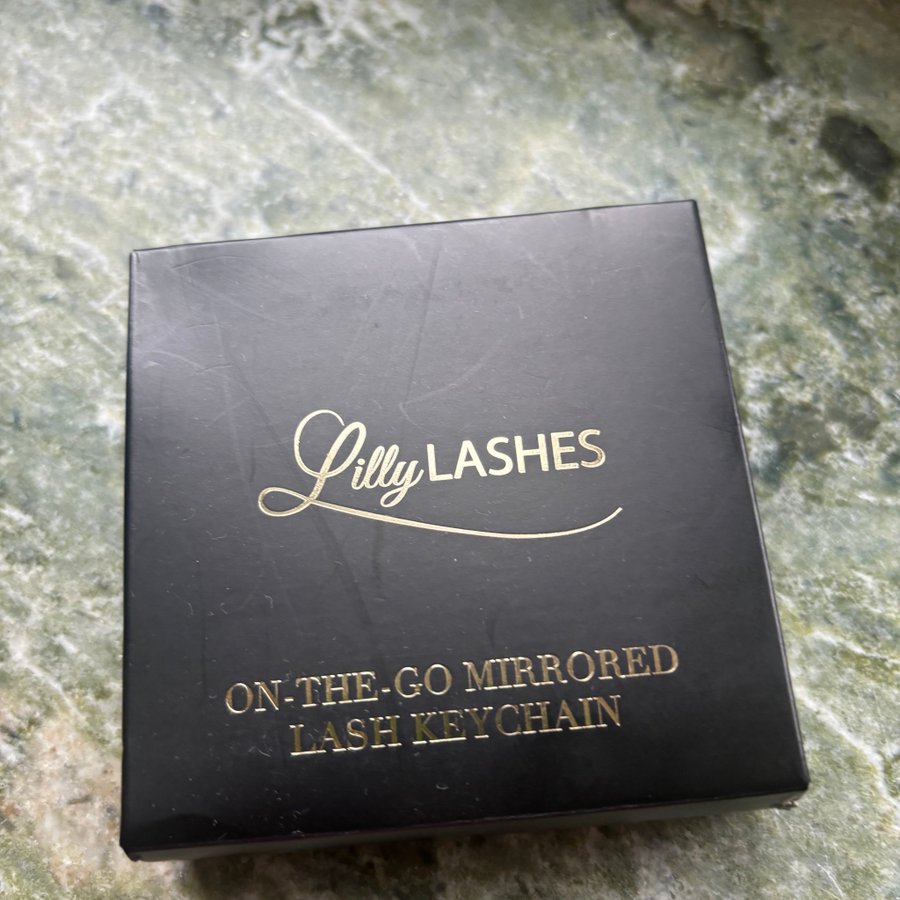 Lilly LASHES
ON-THE-GO MIRRORED
LASH KEYCHAIN